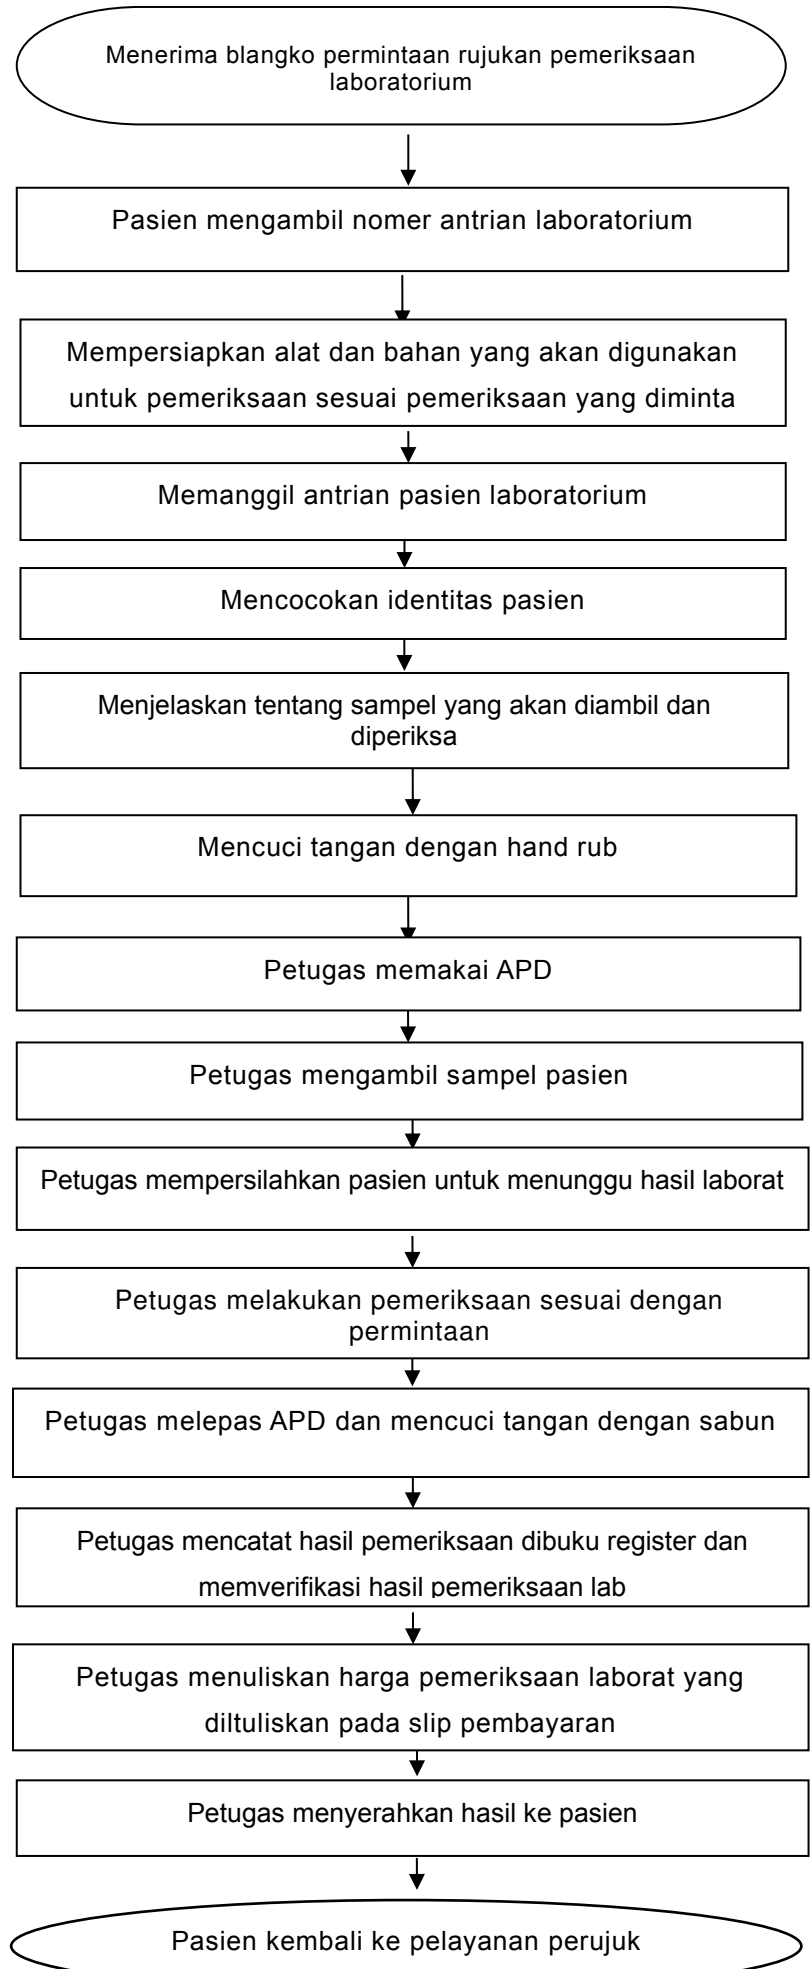 Menerima blangko permintaan rujukan pemeriksaan
laboratorium
Pasien mengambil nomer antrian laboratorium
Mempersiapkan alat dan bahan yang akan digunakan
untuk pemeriksaan sesuai pemeriksaan yang diminta
Memanggil antrian pasien laboratorium
Mencocokan identitas pasien
Menjelaskan tentang sampel yang akan diambil dan
diperiksa
Mencuci tangan dengan hand rub
Petugas memakai APD
Petugas mengambil sampel pasien
Petugas mempersilahkan pasien untuk menunggu hasil laborat
Petugas melakukan pemeriksaan sesuai dengan
permintaan
Petugas melepas APD dan mencuci tangan dengan sabun
Petugas mencatat hasil pemeriksaan dibuku register dan
memverifikasi hasil pemeriksaan lab
Petugas menuliskan harga pemeriksaan laborat yang
diltuliskan pada slip pembayaran
Petugas menyerahkan hasil ke pasien
Pasien kembali ke pelayanan perujuk